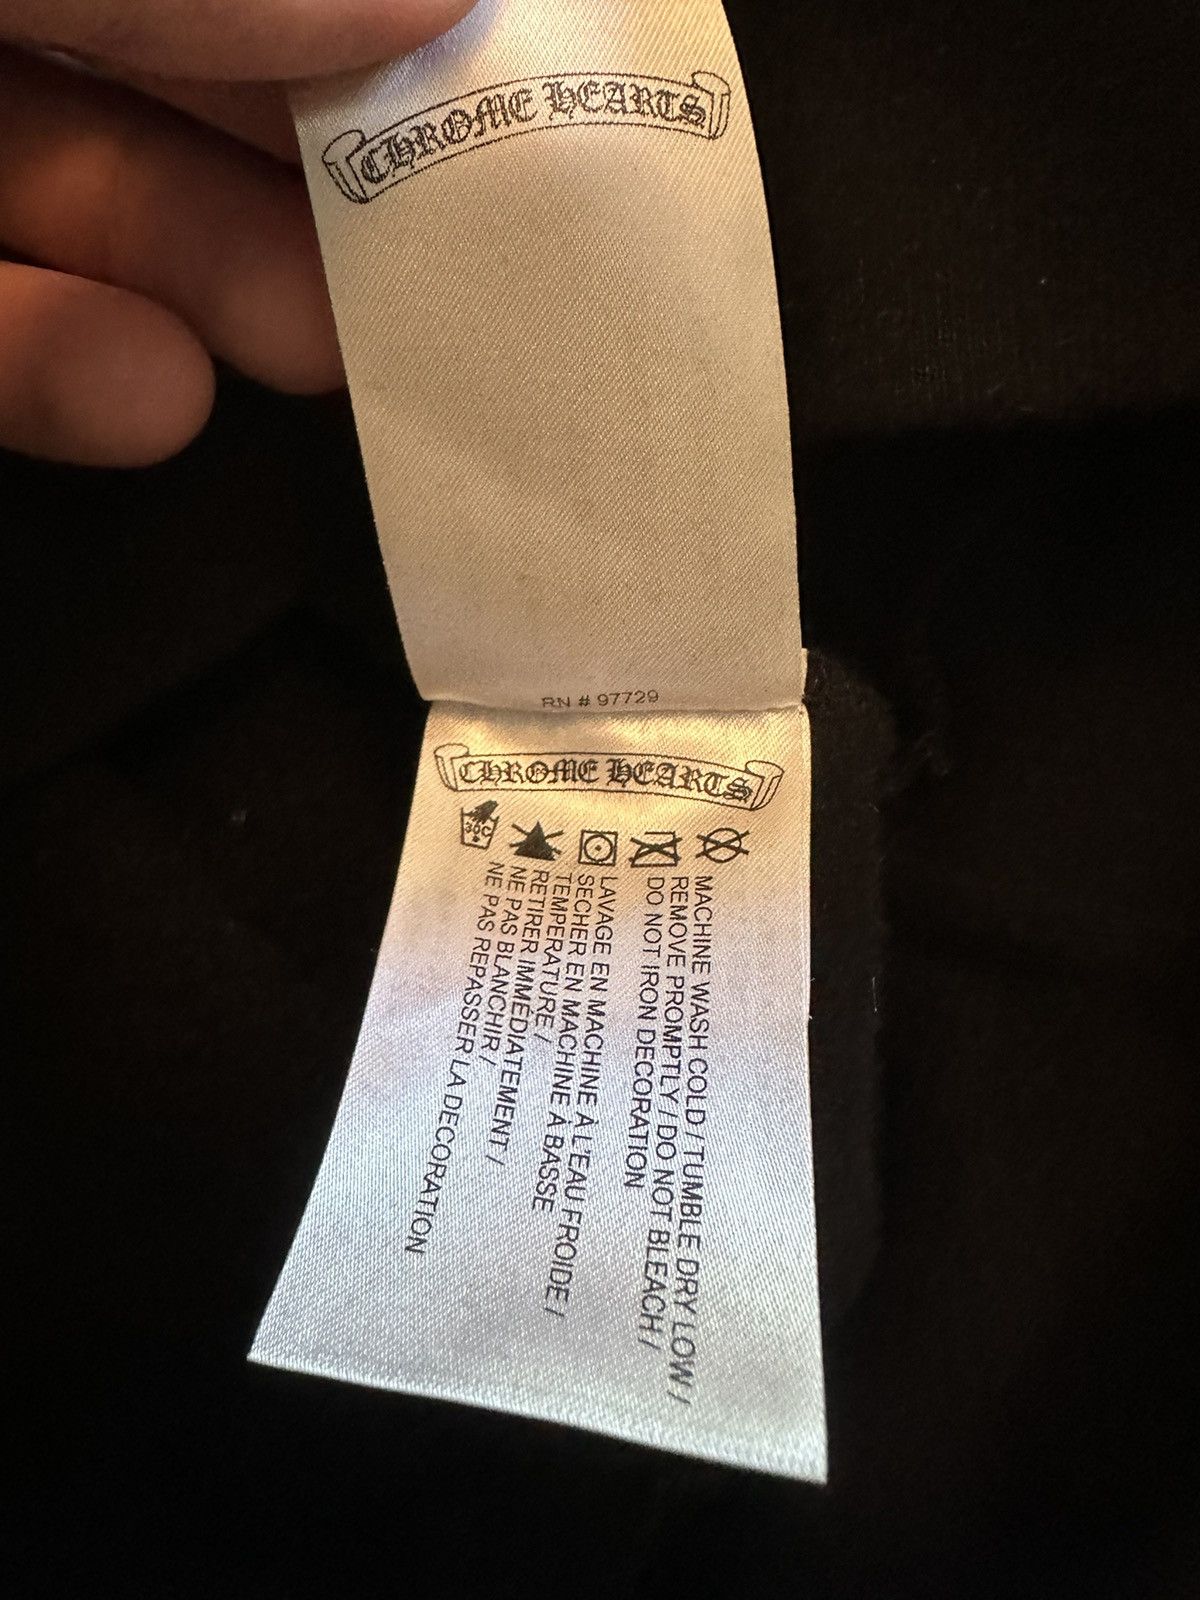 CHROME HEARTS
RN # 97729
CHROME HEARTS
MACHINE WASH COLD / TUMBLE DRY LOW /
REMOVE PROMPTLY / DO NOT BLEACH /
DO NOT IRON DECORATION
LAVAGE EN MACHINE À L'EAU FROIDE /
SECHER EN MACHINE À BASSE
TEMPERATURE /
RETIRER IMMÉDIATEMENT /
NE PAS BLANCHIR /
NE PAS REPASSER LA DECORATION